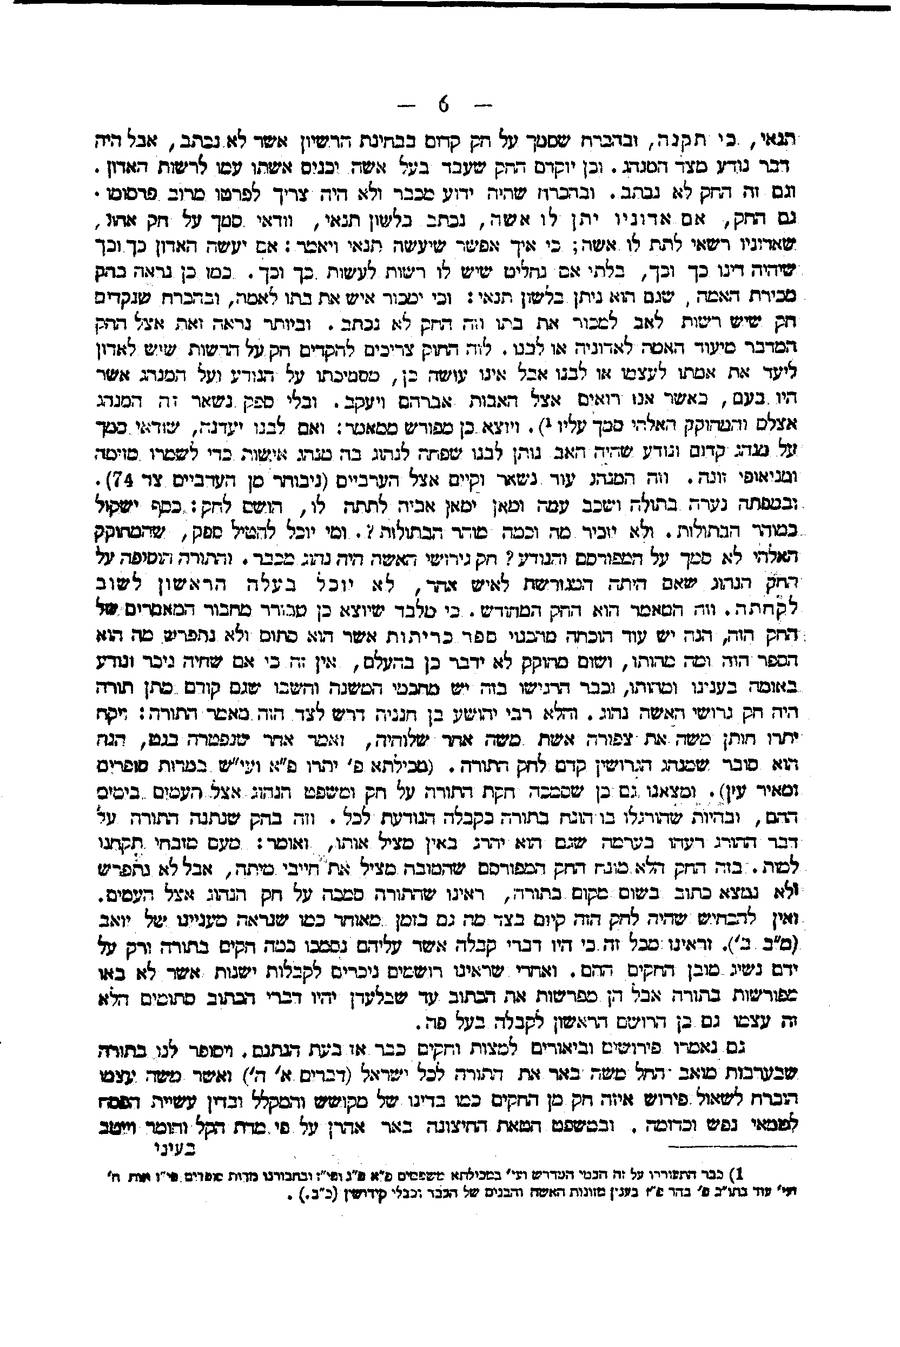 — 6 —
תנאי, כי תקנה, ובהכרח שסמך על חק קדום בבחינת הרשיון אשר לא נכתב, אבל היה
דבר נודע מצד המנהג. וכן יוקדם החק שעבד בעל אשה יכנים אשתו עמו לרשות האדון.
וגם זה החק לא נכתב. ובהכרח שהיה ידוע מכבר ולא היה צריך לפרטו מרוב פרסומו.
גם החק, אם אדוניו יתן לו אשה, נכתב בלשון תנאי, וודאי סמך על חק אחר,
שאדוניו רשאי לתת לו אשה; כי איך אפשר שיעשה תנאי ויאמר: אם יעשה האדון כך וכך
שיהיה דינו כך וכך, בלתי אם נחליט שיש לו רשות לעשות כך וכך. כמו כן נראה בחק
מכירת האמה, שגם הוא ניתן בלשון תנאי: וכי ימכור איש את בתו לאמה, ובהכרח שנקדים
חק שיש רשות לאב למכור את בתו וזה החק לא נכתב. וביותר נראה זאת אצל החק
המדבר מיעוד האמה לאדוניה או לבנו. לזה החוק צריכים להקדים חק על הרשות שיש לאדון
ליעד את אמתו לעצמו או לבנו אבל אינו עושה כן, מסמיכתו על הנודע ועל המנהג אשר
היו בעם, כאשר אנו רואים אצל האבות אברהם ויעקב. ובלי ספק נשאר זה המנהג
אצלם והמחוקק האלהי סמך עליו ¹). ויוצא כן מפורש ממאמר: ואם לבנו יעדנה, שודאי סמך
על מנהג קדום ונודע שהיה האב נותן לבנו שפחה לנהוג בה מנהג אישות כדי לשמרו מזימה
ומניאופי זונה. וזה המנהג עוד נשאר וקיים אצל הערביים (ניבוהר מן הערביים צד 74).
ובמפתה נערה בתולה ושכב עמה ומאן ימאן אביה לתתה לו, הושם לחק: כסף ישקול
כמוהר הבתולות. ולא יזכיר מה וכמה מוהר הבתולות?. ומי יוכל להטיל ספק, שהמחוקק
האלהי לא סמך על המפורסם והנודע? חק גירושי האשה היה נהוג מכבר. והתורה הוסיפה על
החק הנהוג שאם היתה המגורשת לאיש אחר, לא יוכל בעלה הראשון לשוב
לקחתה. וזה המאמר הוא החק המחודש. כי מלבד שיוצא כן מבורר מחבור המאמרים של
החק הזה, הנה יש עוד הוכחה מהכנוי ספר כריתות אשר הוא סתום ולא נתפריש מה הוא
הספר הזה ומה מהותו, ושום מחוקק לא ידבר כן בהעלם, אין זה כי אם שהיה ניכר ונודע
באומה בענינו ומהותו, וכבר הרגישו בזה יש מחכמי המשנה והשבו שגם קודם מתן תורה
היה חק גרושי האשה נהוג. והלא רבי יהושע בן חנניה דרש לצד הזה מאמר התורה: ויקח
יתרו חותן משה את צפורה אשת משה אחר שלוחיה, ואמר אחר שנפטרה בגט, הנה
הוא סובר שמנהג הגרושין קדם לחק התורה. (מכילתא פ' יתרו פ"א ועי"ש במדות סופרים
ומאיר עין). ומצאנו גם כן שסמכה חקת התורה על חק ומשפט הנהוג אצל העמים בימים
ההם, ובהיות שהורגלו בו הונח בתורה כקבלה הנודעת לכל. וזה בחק שנתנה התורה על
דבר ההורג רעהו בערמה שגם הוא יהרג באין מציל אותו, ואומר: מעם מזבחי תקחנו
למות. בזה החק הלא מונח החק המפורסם שהמזבח מציל את חייבי מיתה, אבל לא נתפרש
ולא נמצא כתוב בשום מקום בתורה, ראינו שהתורה סמכה על חק הנהוג אצל העמים.
ואין להכחיש שהיה לחק הזה קיום בצד מה גם בזמן מאוחר כמו שנראה מעניינו של יואב
(מ"ב ב'). וראינו מכל זה כי היו דברי קבלה אשר עליהם נסמכו כמה חקים בתורה ורק על
ידם נשיג מובן החקים ההם. ואחרי שראינו רושמים ניכרים לקבלות ישנות אשר לא באו
מפורשות בתורה אבל הן מפרשות את הכתוב עד שבלעדן יהיו דברי הכתוב סתומים הלא
זה עצמו גם כן הרושם הראשון לקבלה בעל פה.
גם נאמרו פירושים וביאורים למצות וחקים כבר אז בעת הנתנם. ויסופר לנו בתורה
שבערבות מואב החל משה באר את התורה לכל ישראל (דברים א' ה') ואשר משה עצמו
הוכרח לשאול פירוש איזה חק מן החקים כמו בדינו של מקושש והמקלל ובדין עשיית הפסח
לטמאי נפש וכדומה. ובמשפט חטאת החיצונה באר אהרן על פי מדת הקל וחומר וייטב
בעיני
1) כבר התעוררו על זה חכמי המדרש ועי' במכילתא משפטים פ"א פ"ג ופי"ז ובחבורנו מדות סופרים פי"ז אות ח'
ועי' עוד בתו"כ פ' בהר פ"ז בענין מזונות האשה והבנים של העבד ובבלי קידושין (כ"ב.).